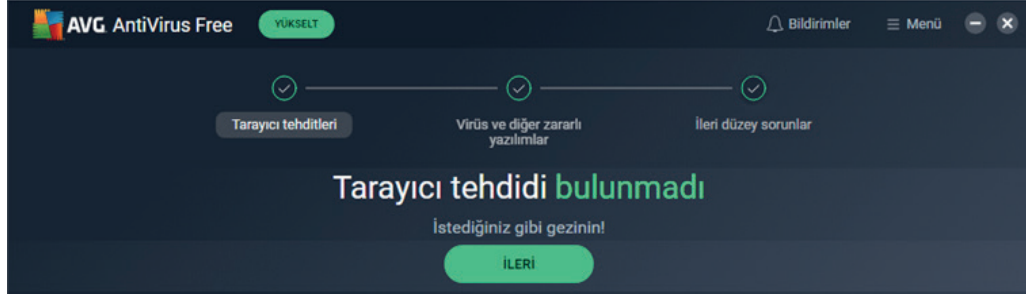 AVG AntiVirus Free YÜKSELT Bildirimler Menü
Tarayıcı tehditleri Virüs ve diğer zararlı İleri düzey sorunlar
yazılımlar
Tarayıcı tehdidi bulunmadı
İstediğiniz gibi gezinin!
İLERİ